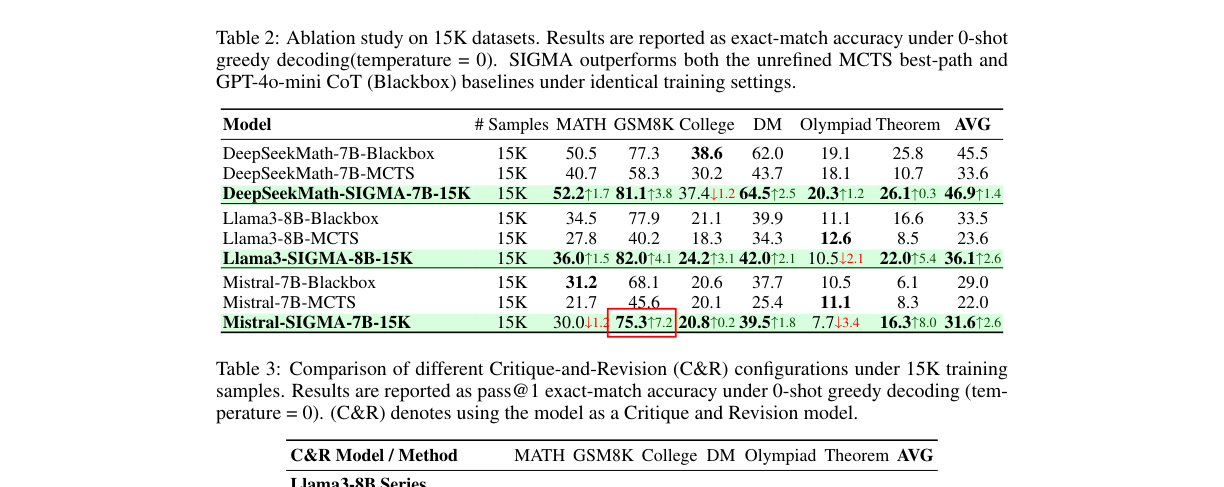 Table 2: Ablation study on 15K datasets. Results are reported as exact-match accuracy under 0-shot
greedy decoding(temperature = 0). SIGMA outperforms both the unrefined MCTS best-path and
GPT-4o-mini CoT (Blackbox) baselines under identical training settings.
Model # Samples MATH GSM8K College DM Olympiad Theorem AVG
DeepSeekMath-7B-Blackbox 15K 50.5 77.3 38.6 62.0 19.1 25.8 45.5
DeepSeekMath-7B-MCTS 15K 40.7 58.3 30.2 43.7 18.1 10.7 33.6
DeepSeekMath-SIGMA-7B-15K 15K 52.2↑1.7 81.1↑3.8 37.4↓1.2 64.5↑2.5 20.3↑1.2 26.1↑0.3 46.9↑1.4
Llama3-8B-Blackbox 15K 34.5 77.9 21.1 39.9 11.1 16.6 33.5
Llama3-8B-MCTS 15K 27.8 40.2 18.3 34.3 12.6 8.5 23.6
Llama3-SIGMA-8B-15K 15K 36.0↑1.5 82.0↑4.1 24.2↑3.1 42.0↑2.1 10.5↓2.1 22.0↑5.4 36.1↑2.6
Mistral-7B-Blackbox 15K 31.2 68.1 20.6 37.7 10.5 6.1 29.0
Mistral-7B-MCTS 15K 21.7 45.6 20.1 25.4 11.1 8.3 22.0
Mistral-SIGMA-7B-15K 15K 30.0↓1.2 75.3↑7.2 20.8↑0.2 39.5↑1.8 7.7↓3.4 16.3↑8.0 31.6↑2.6
Table 3: Comparison of different Critique-and-Revision (C&R) configurations under 15K training
samples. Results are reported as pass@1 exact-match accuracy under 0-shot greedy decoding (tem-
perature = 0). (C&R) denotes using the model as a Critique and Revision model.
C&R Model / Method MATH GSM8K College DM Olympiad Theorem AVG
Llama3-8B Series